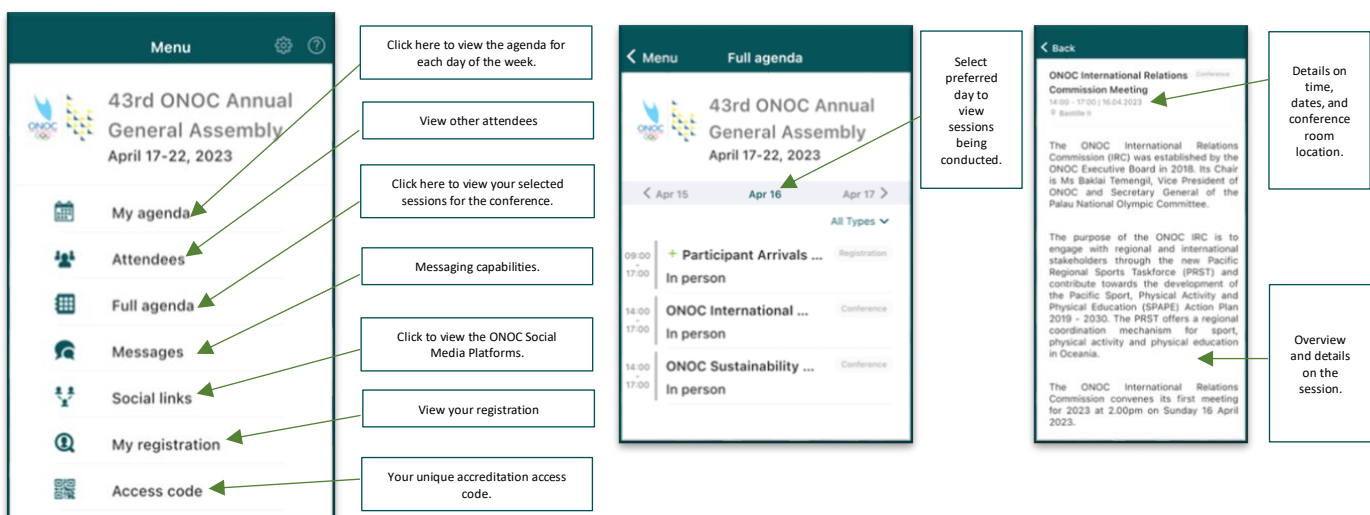 Menu
43rd ONOC Annual
General Assembly
April 17-22, 2023
ONOC
My agenda
Attendees
Full agenda
Messages
Social links
My registration
Access code
Click here to view the agenda for
each day of the week.
View other attendees
Click here to view your selected
sessions for the conference.
Messaging capabilities.
Click to view the ONOC Social
Media Platforms.
View your registration
Your unique accreditation access
code.
Menu
Full agenda
43rd ONOC Annual
General Assembly
April 17-22, 2023
ONOC
Apr 15
Apr 16
Apr 17
All Types
09:00
-
17:00
+ Participant Arrivals ...
Registration
In person
14:00
-
17:00
ONOC International ...
Conference
In person
14:00
-
17:00
ONOC Sustainability ...
Conference
In person
Select
preferred
day to
view
sessions
being
conducted.
Back
ONOC International Relations
Conference
Commission Meeting
14:00 - 17:00 | 16.04.2023
Bastille II
The ONOC International Relations
Commission (IRC) was established by the
ONOC Executive Board in 2018. Its Chair
is Ms Baklai Temengil, Vice President of
ONOC and Secretary General of the
Palau National Olympic Committee.
The purpose of the ONOC IRC is to
engage with regional and international
stakeholders through the new Pacific
Regional Sports Taskforce (PRST) and
contribute towards the development of
the Pacific Sport, Physical Activity and
Physical Education (SPAPE) Action Plan
2019 - 2030. The PRST offers a regional
coordination mechanism for sport,
physical activity and physical education
in Oceania.
The ONOC International Relations
Commission convenes its first meeting
for 2023 at 2.00pm on Sunday 16 April
2023.
Details on
time,
dates, and
conference
room
location.
Overview
and details
on the
session.